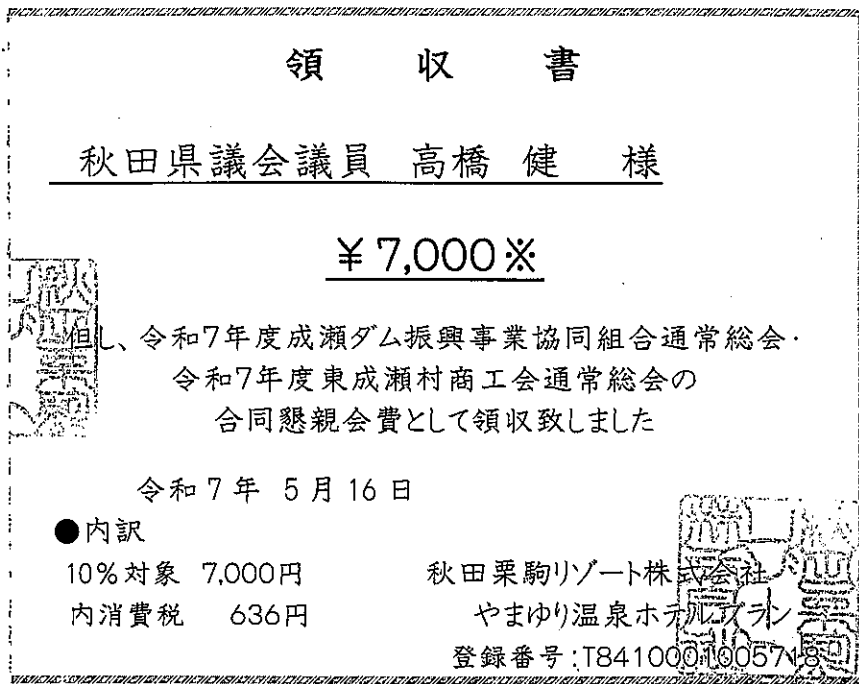 領 収 書
秋田県議会議員 高橋 健 様
¥7,000※
但し、令和7年度成瀬ダム振興事業協同組合通常総会・
令和7年度東成瀬村商工会通常総会の
合同懇親会費として領収致しました
令和7年 5月16日
●内訳
10%対象 7,000円
秋田栗駒リゾート株式会社
内消費税 636円
やまゆり温泉ホテルブラン
登録番号:T8410001005718